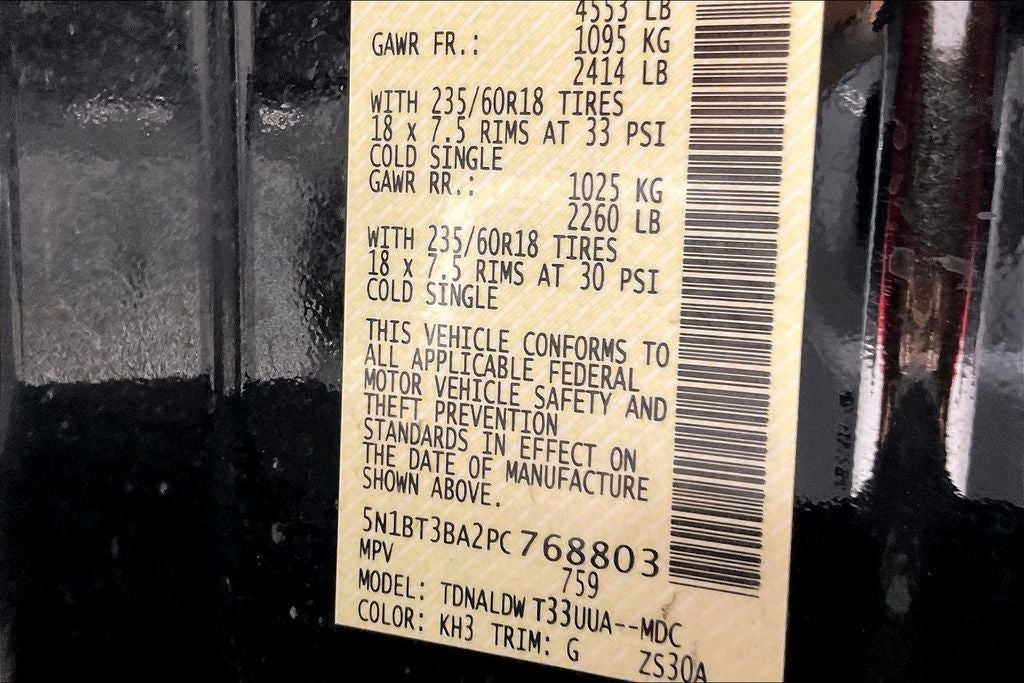 4553 LB
GAWR FR.: 1095 KG
2414 LB
WITH 235/60R18 TIRES
18 x 7.5 RIMS AT 33 PSI
COLD SINGLE
GAWR RR.: 1025 KG
2260 LB
WITH 235/60R18 TIRES
18 x 7.5 RIMS AT 30 PSI
COLD SINGLE
THIS VEHICLE CONFORMS TO
ALL APPLICABLE FEDERAL
MOTOR VEHICLE SAFETY AND
THEFT PREVENTION
STANDARDS IN EFFECT ON
THE DATE OF MANUFACTURE
SHOWN ABOVE.
5N1BT3BA2PC768803
MPV 759
MODEL: TDNALDW T33UUA--MDC
COLOR: KH3 TRIM: G ZS30A